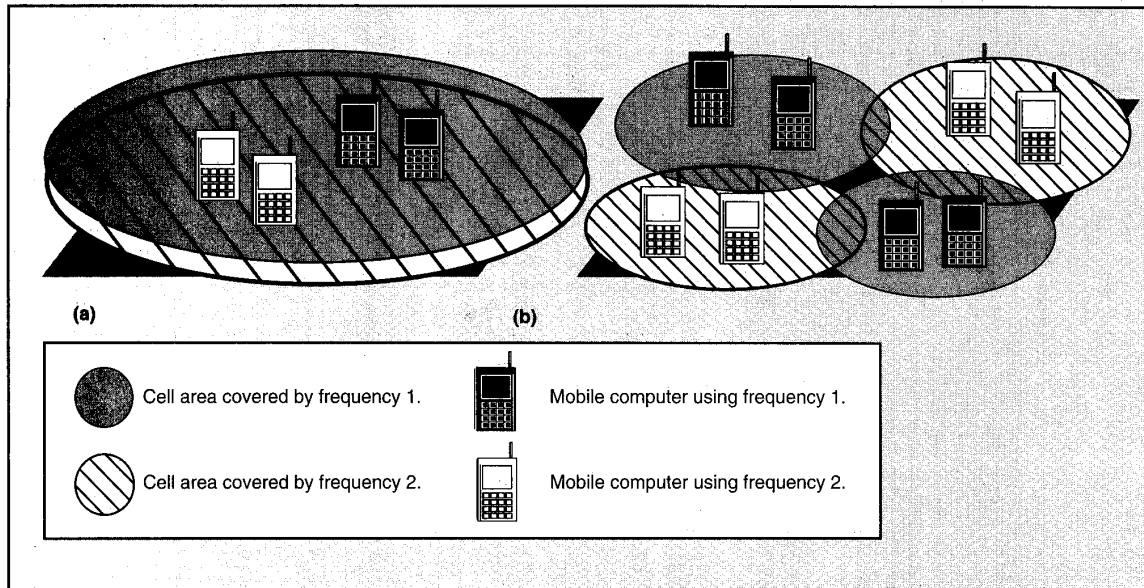 (a)
(b)
Cell area covered by frequency 1.
Mobile computer using frequency 1.
Cell area covered by frequency 2.
Mobile computer using frequency 2.